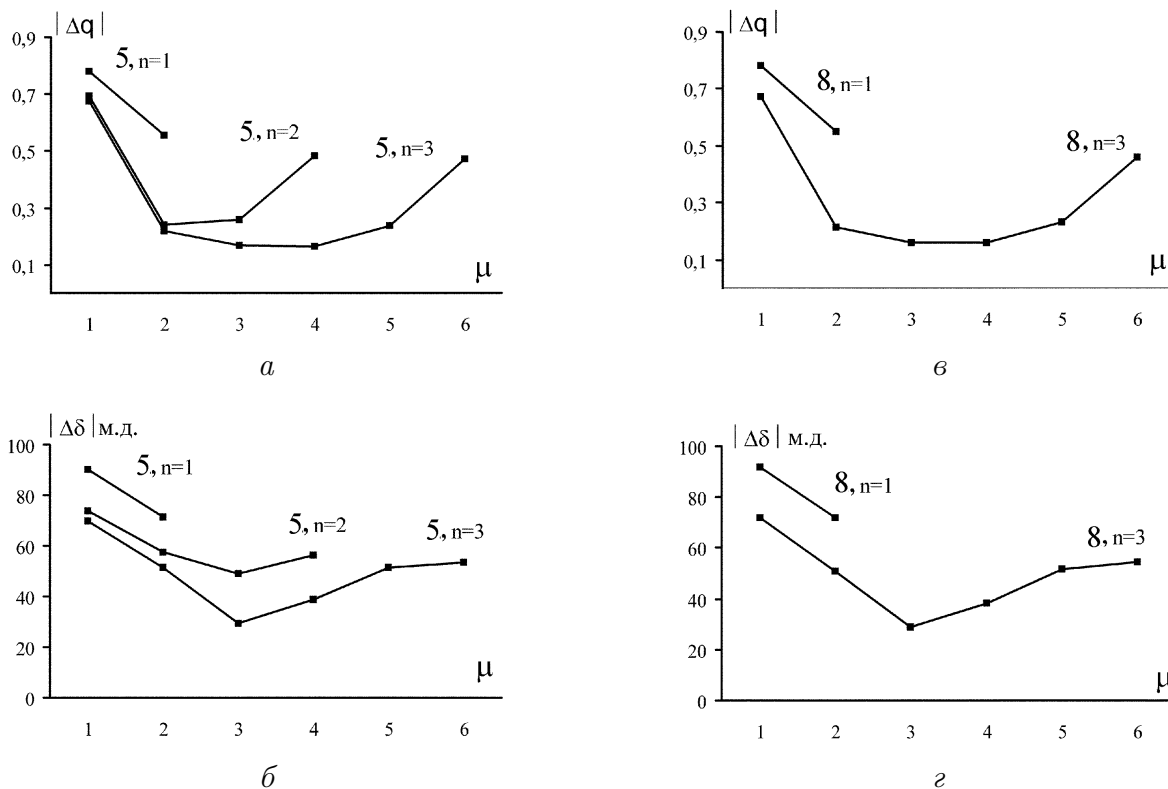 | Δq |
0,9
0,7
0,5
0,3
0,1
5, n=1
5, n=2
5, n=3
μ
1 2 3 4 5 6
а
| Δq |
0,9
0,7
0,5
0,3
0,1
8, n=1
8, n=3
μ
1 2 3 4 5 6
в
| Δδ | м.д.
100
80
60
40
20
0
5, n=1
5, n=2
5, n=3
μ
1 2 3 4 5 6
б
| Δδ | м.д.
100
80
60
40
20
0
8, n=1
8, n=3
μ
1 2 3 4 5 6
г